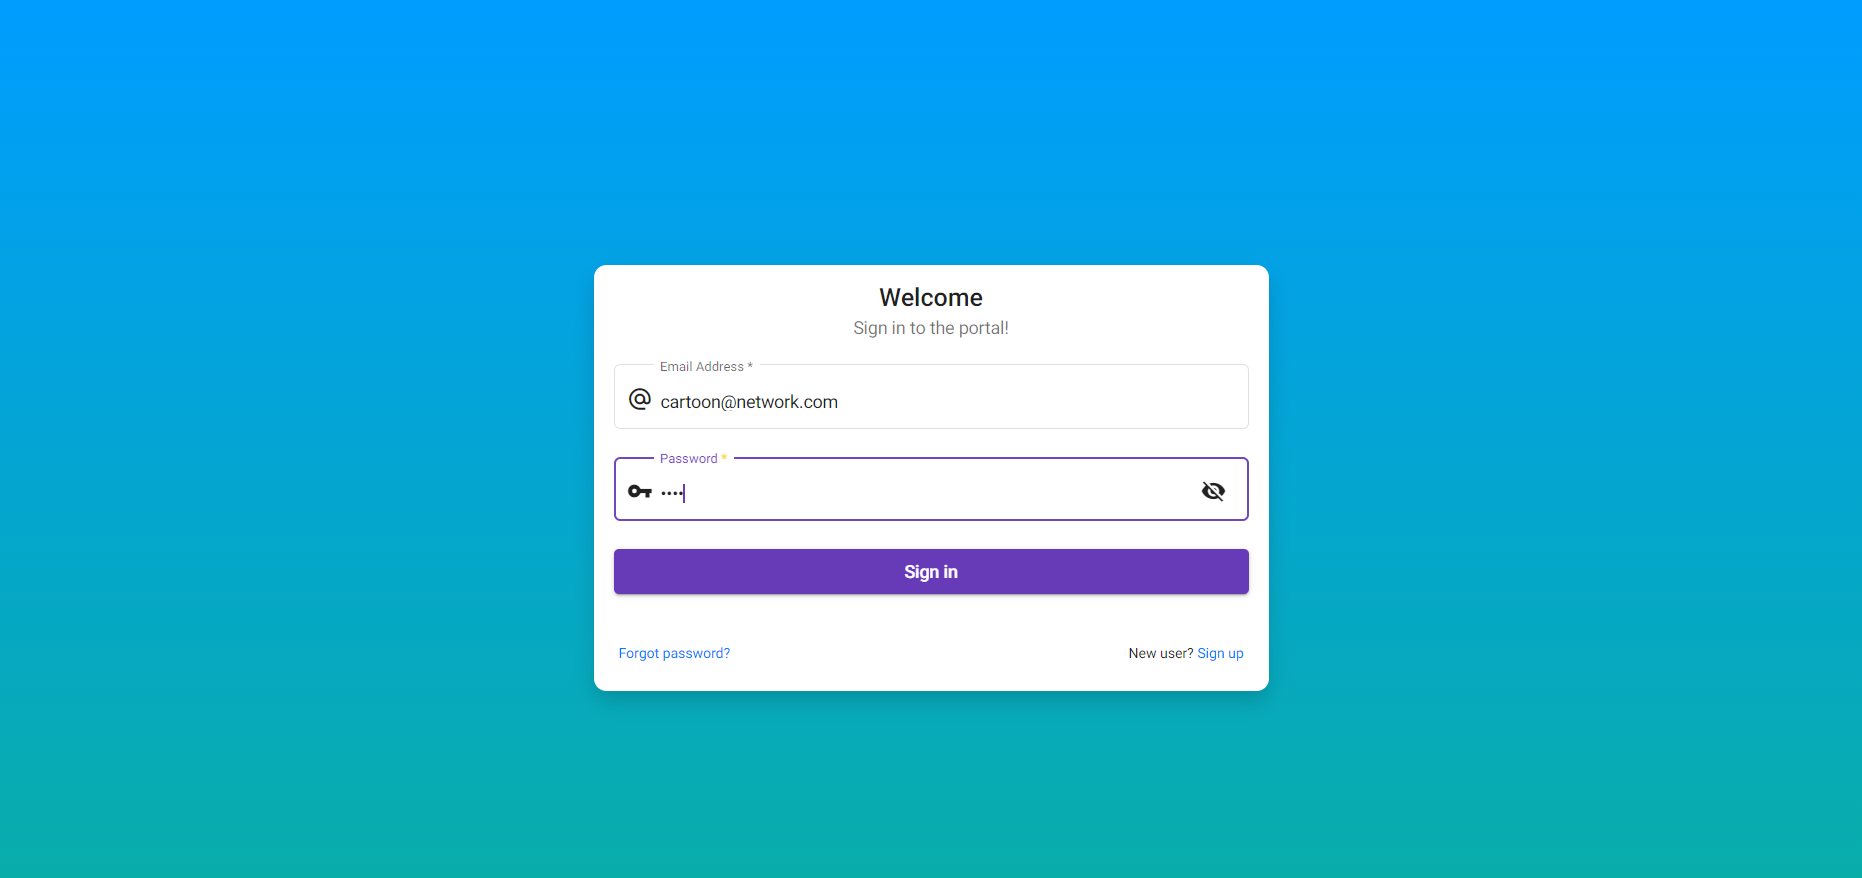 Welcome
Sign in to the portal!
Email Address *
cartoon@network.com
Password *
••••
Sign in
Forgot password?
New user? Sign up